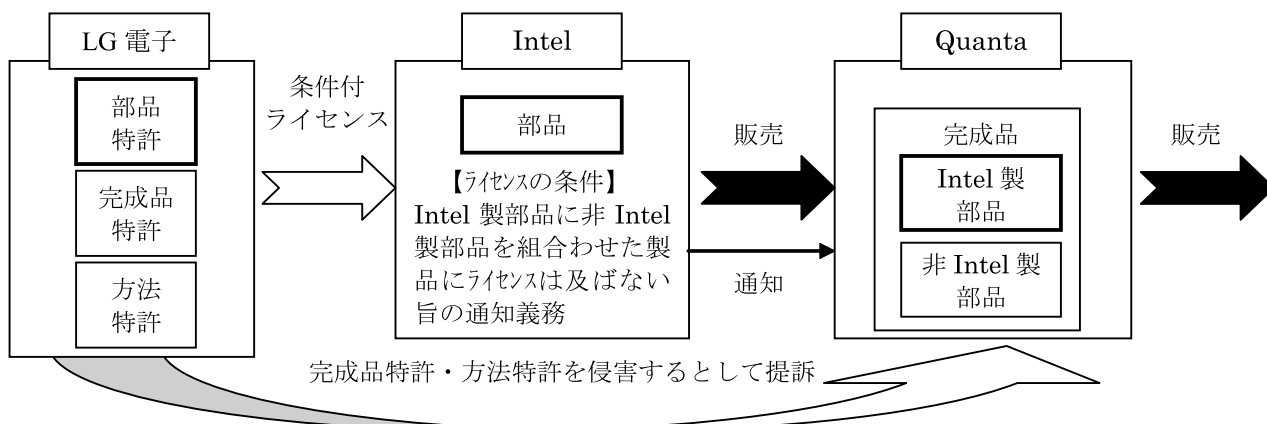 LG 電子
部品
特許
完成品
特許
方法
特許
条件付
ライセンス
Intel
部品
【ﾗｲｾﾝｽの条件】
Intel 製部品に非 Intel
製部品を組合わせた製
品にﾗｲｾﾝｽは及ばない
旨の通知義務
販売
通知
Quanta
完成品
Intel 製
部品
非 Intel 製
部品
販売
完成品特許・方法特許を侵害するとして提訴